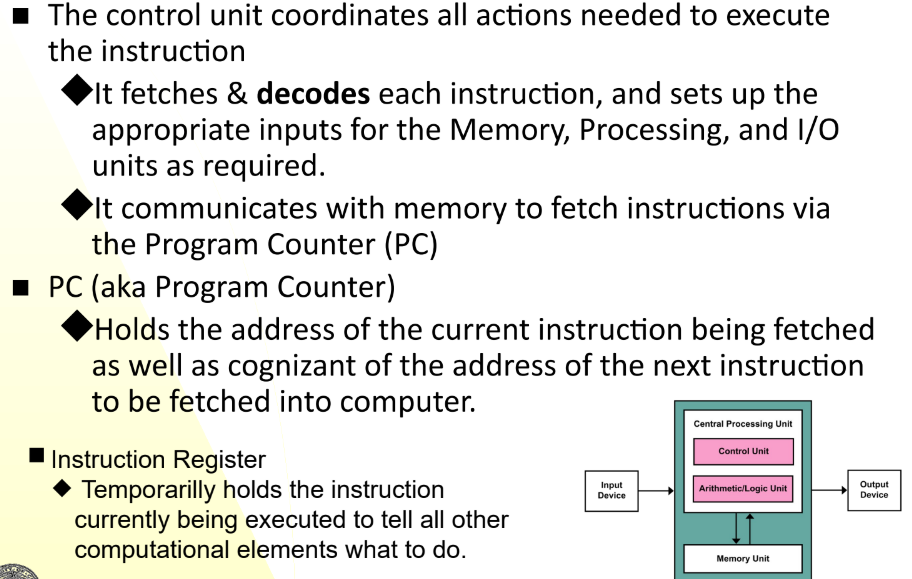 ■ The control unit coordinates all actions needed to execute
the instruction
◆It fetches & decodes each instruction, and sets up the
appropriate inputs for the Memory, Processing, and I/O
units as required.
◆It communicates with memory to fetch instructions via
the Program Counter (PC)
■ PC (aka Program Counter)
◆Holds the address of the current instruction being fetched
as well as cognizant of the address of the next instruction
to be fetched into computer.
■ Instruction Register
◆ Temporarilly holds the instruction
currently being executed to tell all other
computational elements what to do.
Central Processing Unit
Control Unit
Arithmetic/Logic Unit
Input
Device
Output
Device
Memory Unit